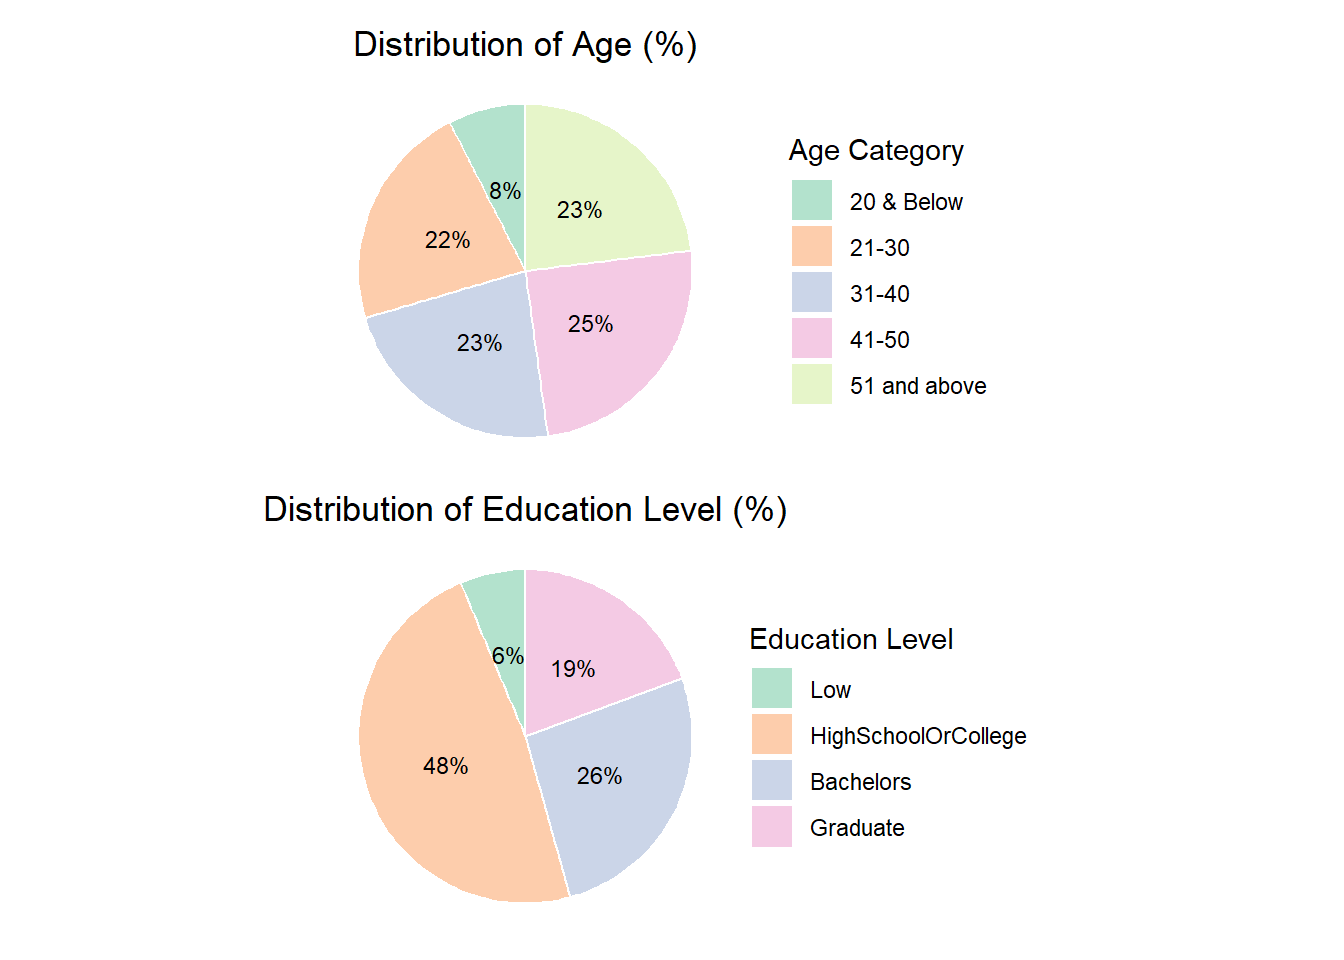 Distribution of Age (%)
8%
23%
22%
25%
23%
Age Category
20 & Below
21-30
31-40
41-50
51 and above
Distribution of Education Level (%)
6%
19%
48%
26%
Education Level
Low
HighSchoolOrCollege
Bachelors
Graduate